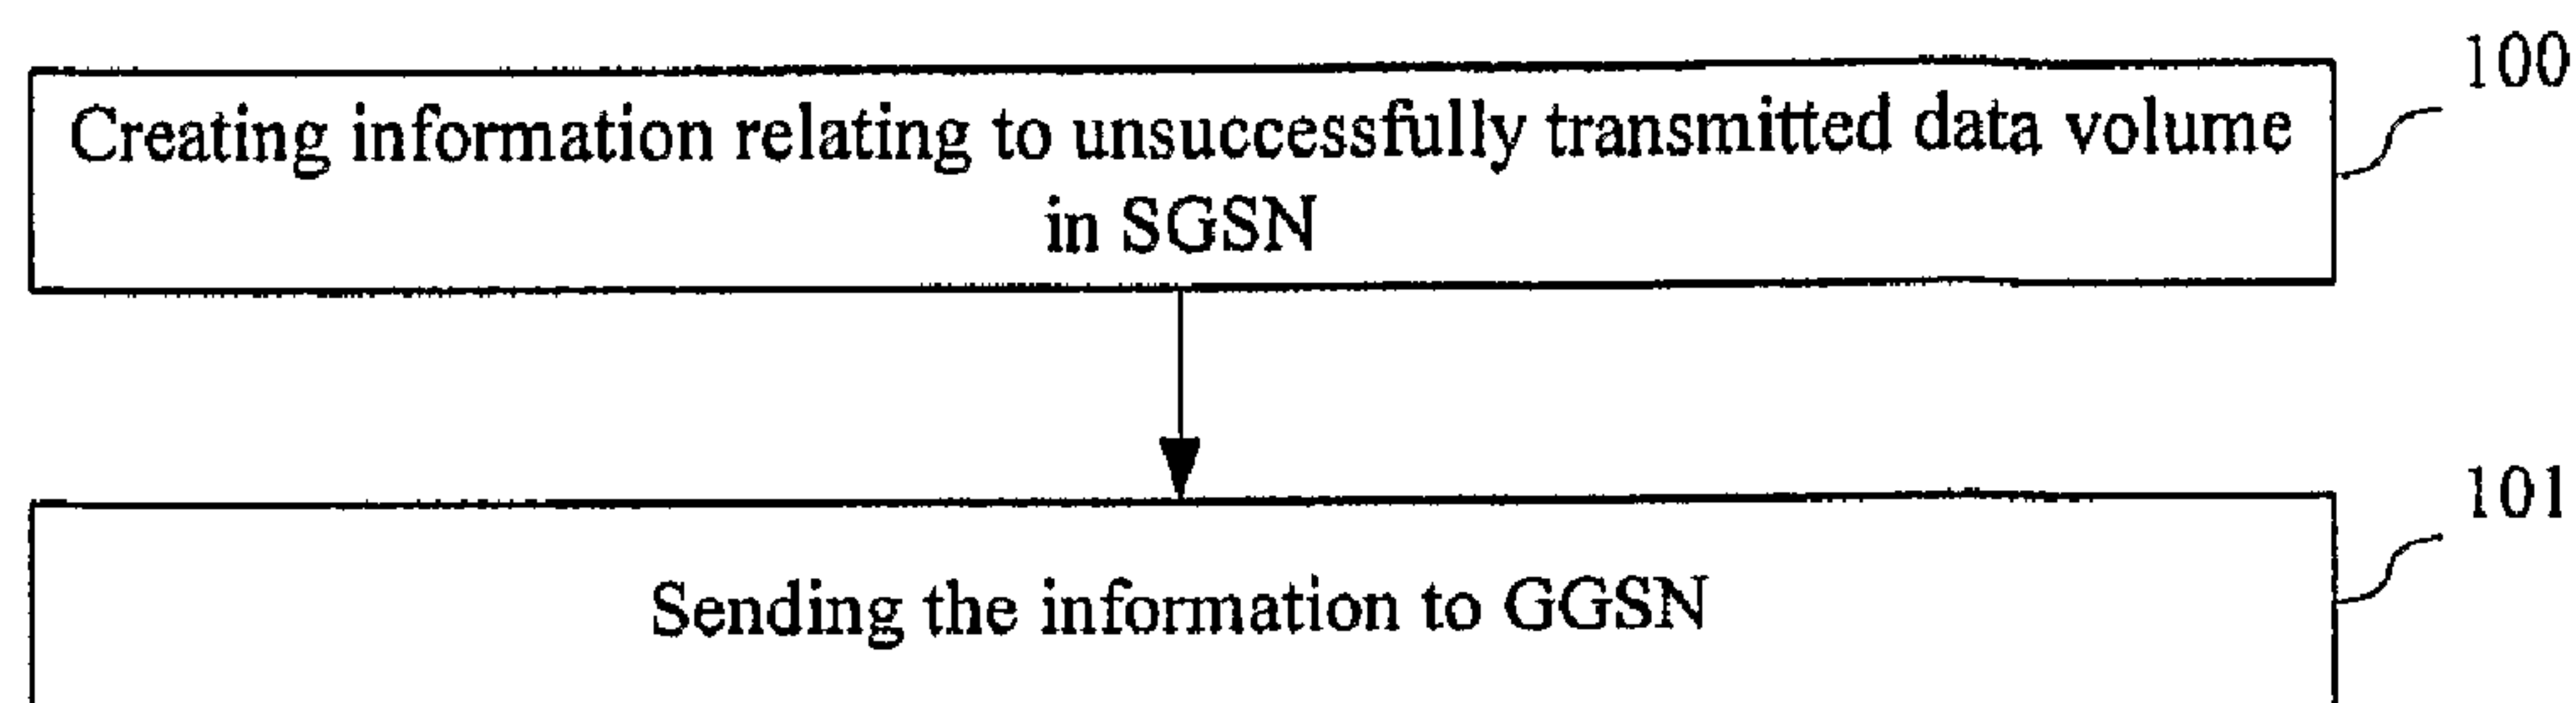 100
Creating information relating to unsuccessfully transmitted data volume
in SGSN
101
Sending the information to GGSN